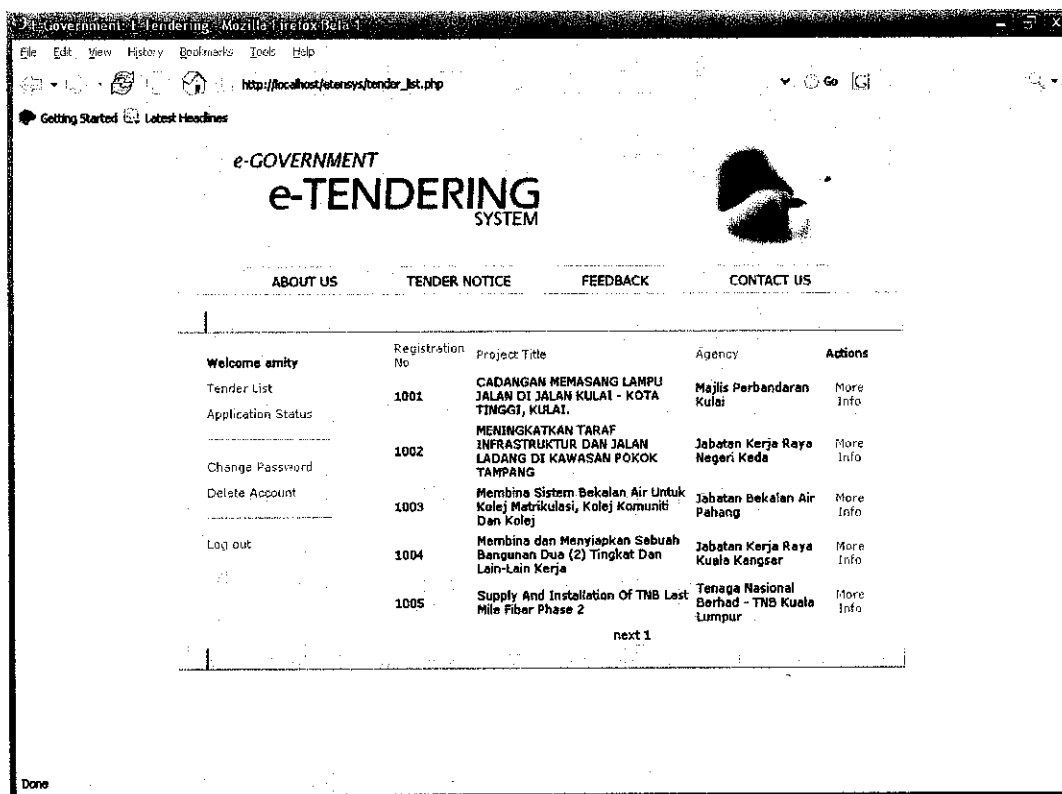 e-Government e-Tendering - Mozilla Firefox Beta 1
File Edit View History Bookmarks Tools Help
http://localhost/etensys/tender_list.php
Go
Getting Started Latest Headlines
e-GOVERNMENT
e-TENDERING
SYSTEM
ABOUT US TENDER NOTICE FEEDBACK CONTACT US
Welcome amity
Tender List
Application Status
Change Password
Delete Account
Log out
Registration No Project Title Agency Actions
1001 CADANGAN MEMASANG LAMPU JALAN DI JALAN KULAI - KOTA TINGGI, KULAI. Majlis Perbandaran Kulai More Info
1002 MENINGKATKAN TARAF INFRASTRUKTUR DAN JALAN LADANG DI KAWASAN POKOK TAMPANG Jabatan Kerja Raya Negeri Keda More Info
1003 Membina Sistem Bekalan Air Untuk Kolej Matrikulasi, Kolej Komuniti Dan Kolej Jabatan Bekalan Air Pahang More Info
1004 Membina dan Menyiapkan Sebuah Bangunan Dua (2) Tingkat Dan Lain-Lain Kerja Jabatan Kerja Raya Kuala Kangsar More Info
1005 Supply And Installation Of TNB Last Mile Fiber Phase 2 Tenaga Nasional Berhad - TNB Kuala Lumpur More Info
next 1
Done